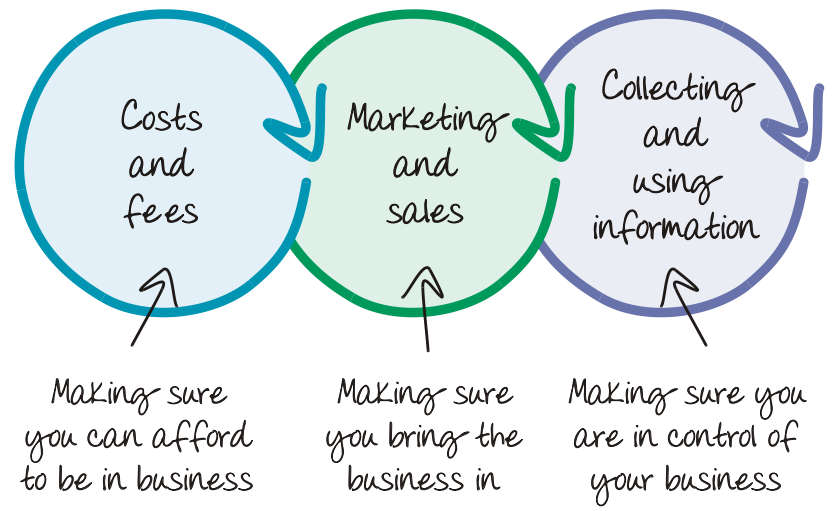 Costs
and
fees
Marketing
and
sales
Collecting
and
using
information
Making sure
you can afford
to be in business
Making sure
you bring the
business in
Making sure you
are in control of
your business